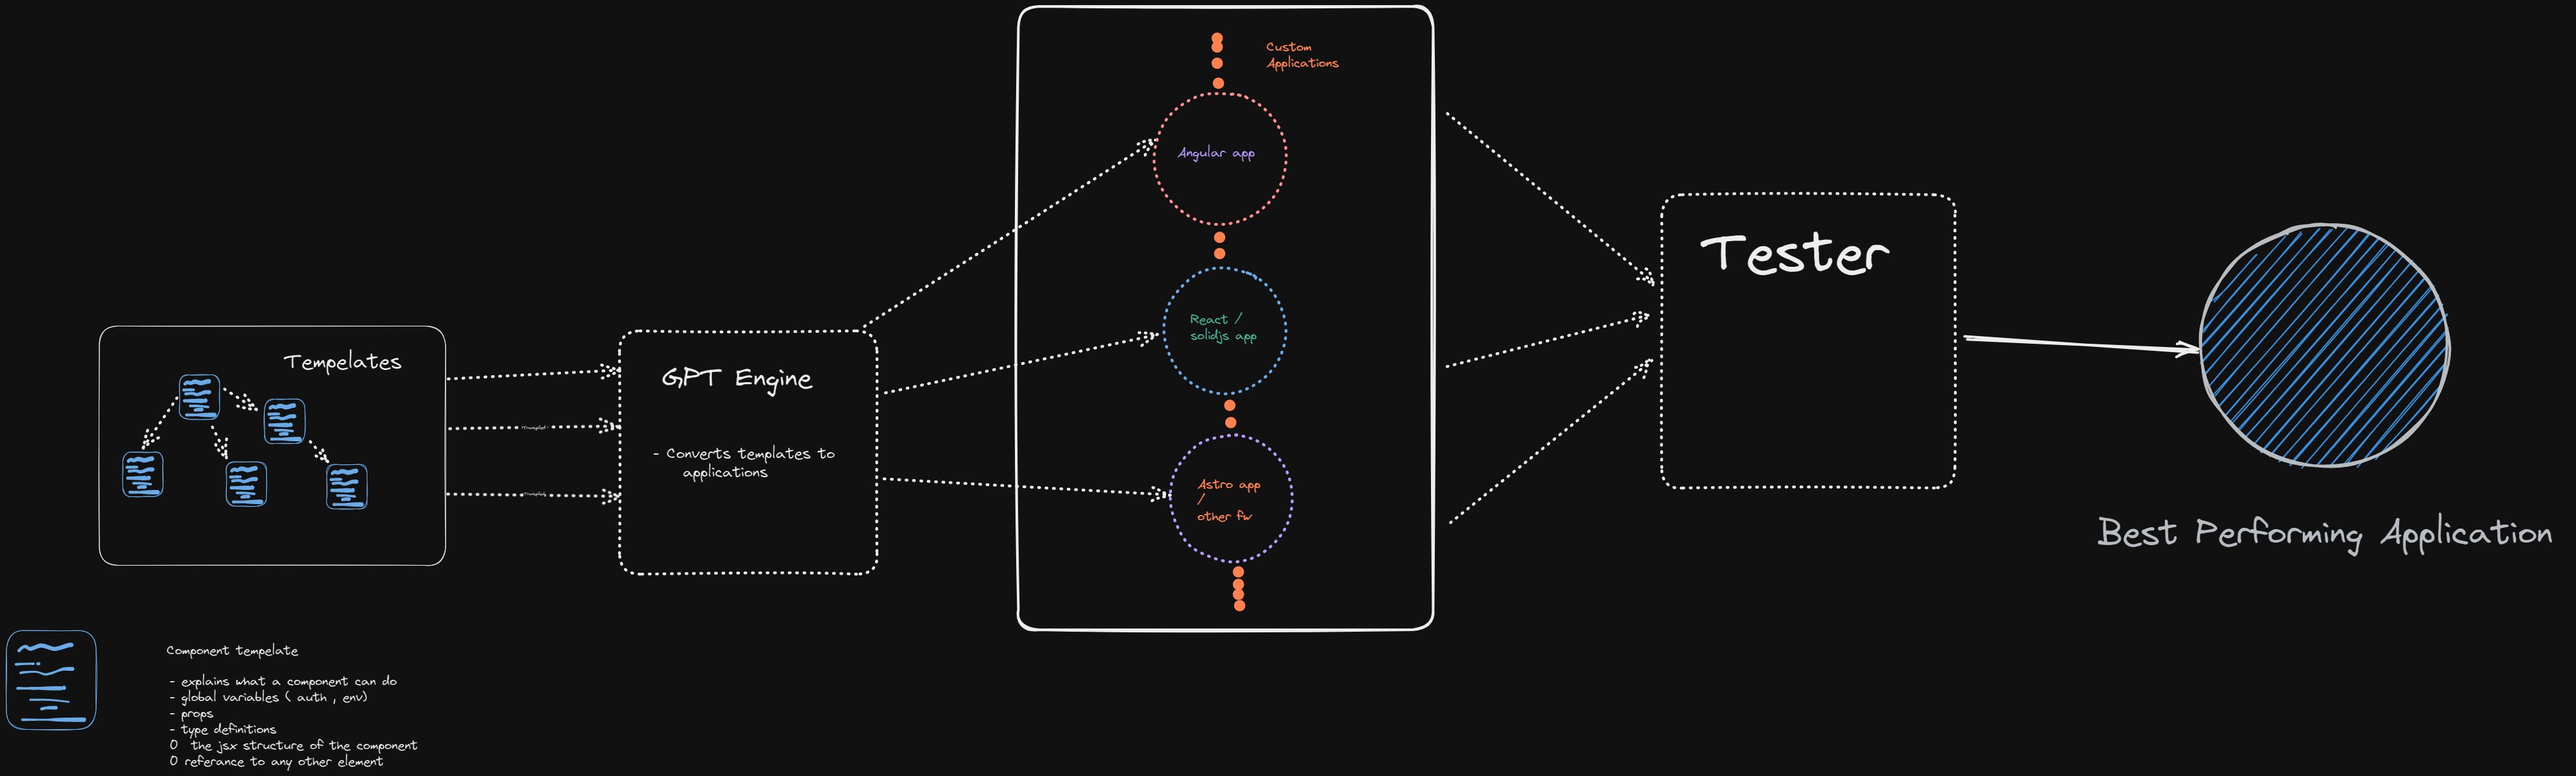 Custom
Applications
Angular app
React /
solidjs app
Astro app
/
other fw
Tempelates
GPT Engine
- Converts templates to
applications
Tester
Best Performing Application
Component tempelate
- explains what a component can do
- global variables ( auth , env)
- props
- type definitions
O the jsx structure of the component
O referance to any other element